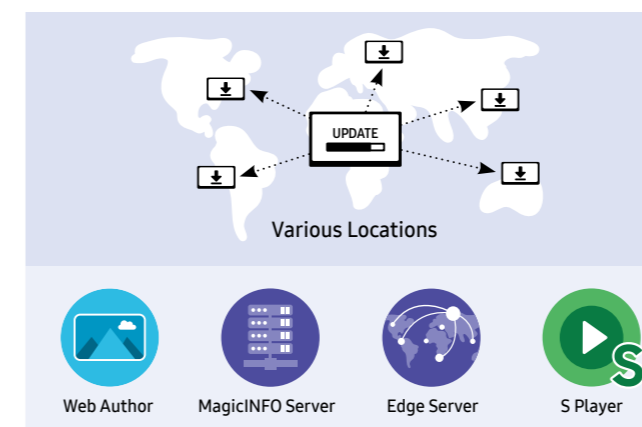 UPDATE
Various Locations
S
Web Author
MagicINFO Server
Edge Server
S Player